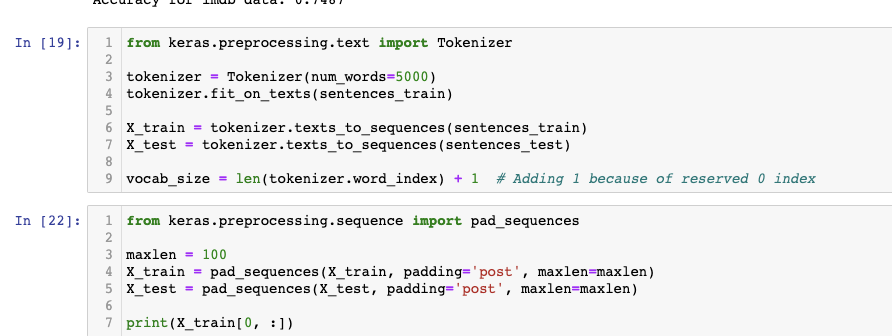 Accuracy for imdb data: 0.7487
In [19]:
1 from keras.preprocessing.text import Tokenizer
2
3 tokenizer = Tokenizer(num_words=5000)
4 tokenizer.fit_on_texts(sentences_train)
5
6 X_train = tokenizer.texts_to_sequences(sentences_train)
7 X_test = tokenizer.texts_to_sequences(sentences_test)
8
9 vocab_size = len(tokenizer.word_index) + 1  # Adding 1 because of reserved 0 index
In [22]:
1 from keras.preprocessing.sequence import pad_sequences
2
3 maxlen = 100
4 X_train = pad_sequences(X_train, padding='post', maxlen=maxlen)
5 X_test = pad_sequences(X_test, padding='post', maxlen=maxlen)
6
7 print(X_train[0, :])